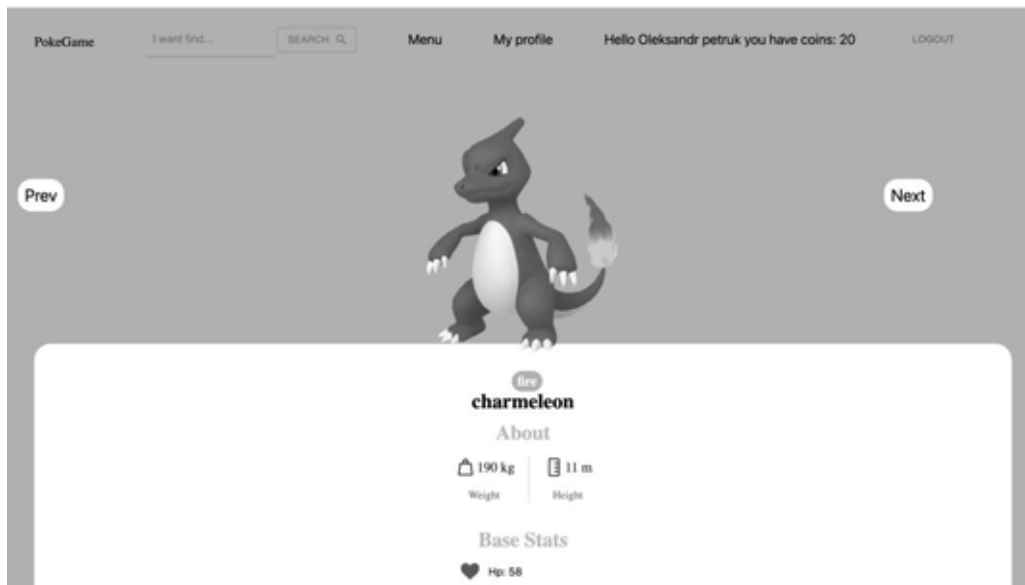 PokeGame
I want find...
SEARCH
Menu
My profile
Hello Oleksandr petruk you have coins: 20
LOGOUT
Prev
Next
fire
charmeleon
About
190 kg
11 m
Weight
Height
Base Stats
Hp: 58